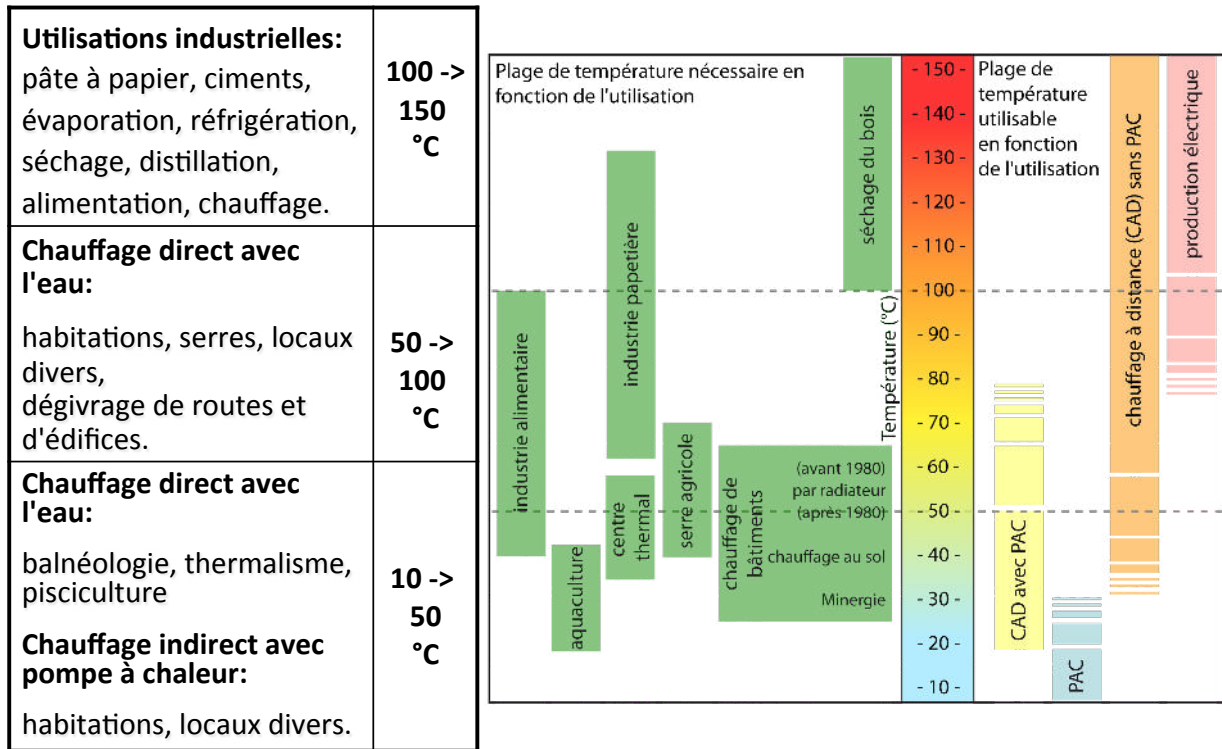 Utilisations industrielles:
pâte à papier, ciments,
évaporation, réfrigération,
séchage, distillation,
alimentation, chauffage.
100 ->
150
°C
Chauffage direct avec
l'eau:
habitations, serres, locaux
divers,
dégivrage de routes et
d'édifices.
50 ->
100
°C
Chauffage direct avec
l'eau:
balnéologie, thermalisme,
pisciculture
Chauffage indirect avec
pompe à chaleur:
habitations, locaux divers.
10 ->
50
°C
Plage de température nécessaire en
fonction de l'utilisation
industrie alimentaire
aquaculture
industrie papetière
centre
thermal
serre agricole
chauffage de
bâtiments
(avant 1980)
par radiateur
(après 1980)
chauffage au sol
Minergie
séchage du bois
Température (°C)
- 150 -
- 140 -
- 130 -
- 120 -
- 110 -
- 100 -
- 90 -
- 80 -
- 70 -
- 60 -
- 50 -
- 40 -
- 30 -
- 20 -
- 10 -
Plage de
température
utilisable
en fonction
de l'utilisation
CAD avec PAC
PAC
chauffage à distance (CAD) sans PAC
production électrique